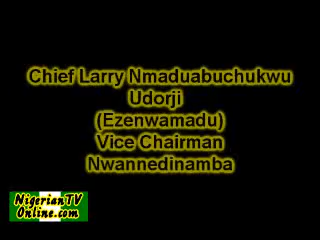 Chief Larry Nmaduabuchukwu
Udorji
(Ezenwamadu)
Vice Chairman
Nwannedinamba
NigerianTV
Online.com